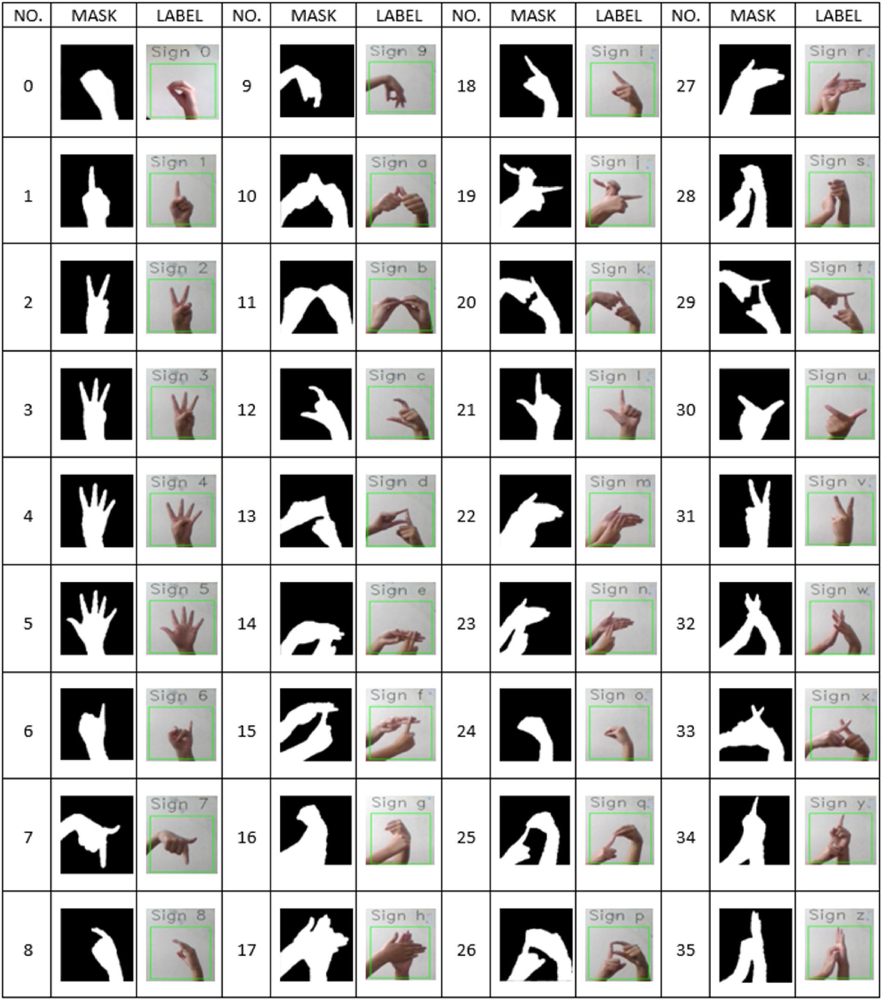 NO. MASK LABEL NO. MASK LABEL NO. MASK LABEL NO. MASK LABEL
0 Sign 0 9 Sign 9 18 Sign i 27 Sign r
1 Sign 1 10 Sign a 19 Sign j 28 Sign s
2 Sign 2 11 Sign b 20 Sign k 29 Sign t
3 Sign 3 12 Sign c 21 Sign l 30 Sign u
4 Sign 4 13 Sign d 22 Sign m 31 Sign v
5 Sign 5 14 Sign e 23 Sign n 32 Sign w
6 Sign 6 15 Sign f 24 Sign o 33 Sign x
7 Sign 7 16 Sign g 25 Sign q 34 Sign y
8 Sign 8 17 Sign h 26 Sign p 35 Sign z